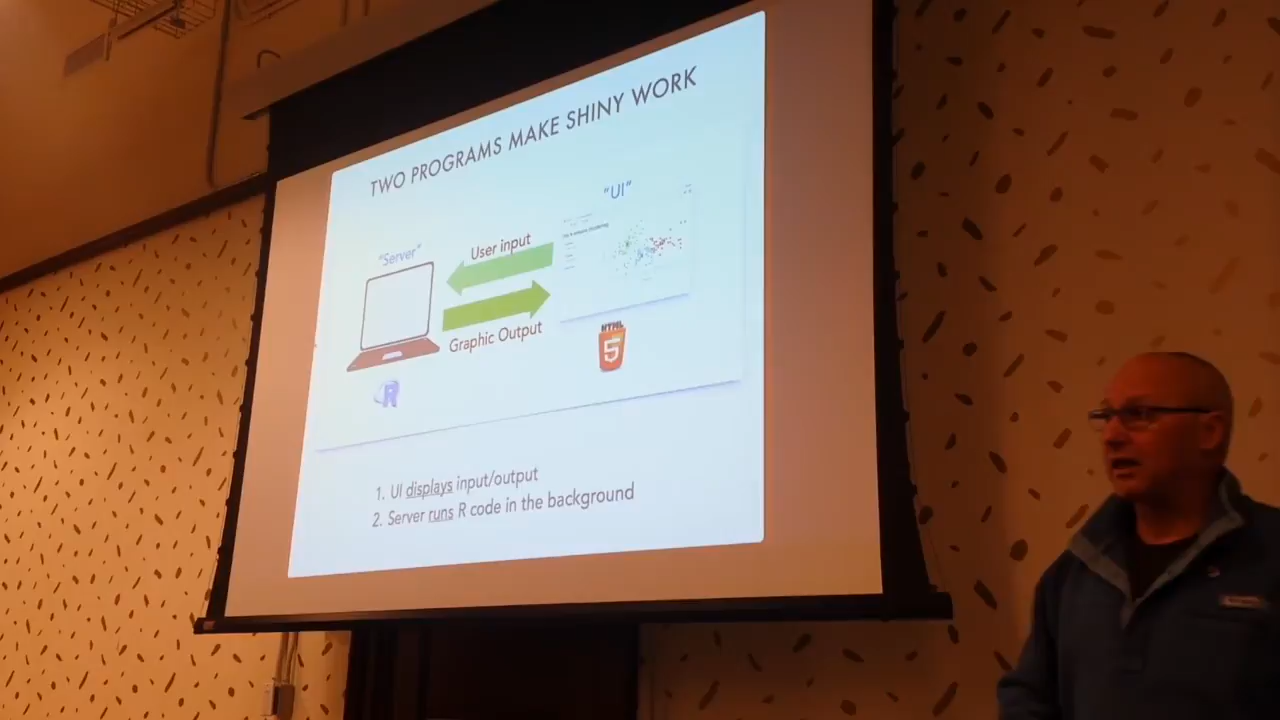 TWO PROGRAMS MAKE SHINY WORK
"UI"
"Server"
User input
Graphic Output
HTML
5
R
1. UI displays input/output
2. Server runs R code in the background